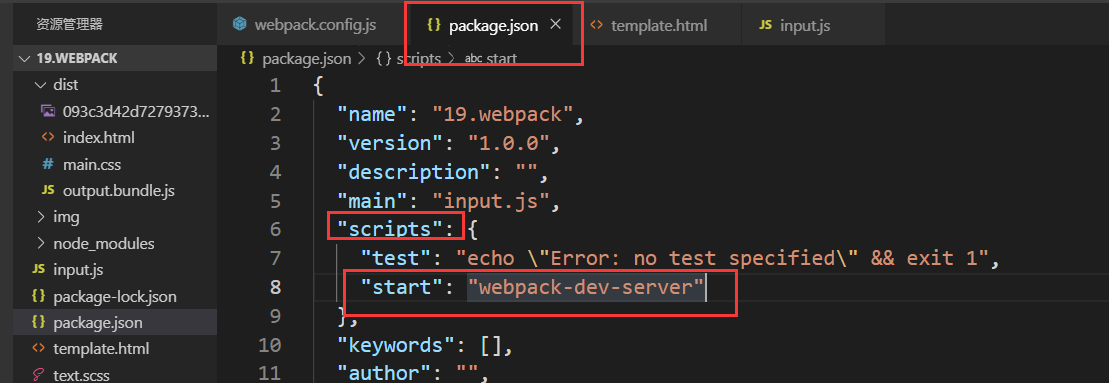 资源管理器
webpack.config.js
{} package.json ×
<> template.html
JS input.js
19.WEBPACK
dist
093c3d42d7279373...
<> index.html
# main.css
JS output.bundle.js
img
node_modules
JS input.js
{} package-lock.json
{} package.json
<> template.html
text.scss
{} package.json > {} scripts > abc start
1 {
2 "name": "19.webpack",
3 "version": "1.0.0",
4 "description": "",
5 "main": "input.js",
6 "scripts": {
7 "test": "echo \"Error: no test specified\" && exit 1",
8 "start": "webpack-dev-server"
9 },
10 "keywords": [],
11 "author": "",